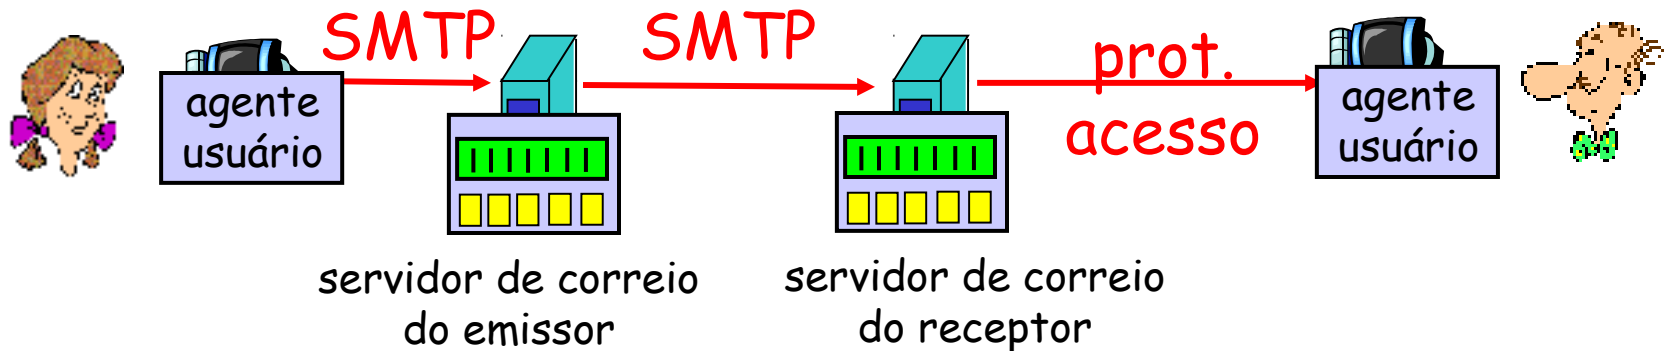 SMTP
SMTP
prot.
acesso
agente
usuário
agente
usuário
servidor de correio
do emissor
servidor de correio
do receptor